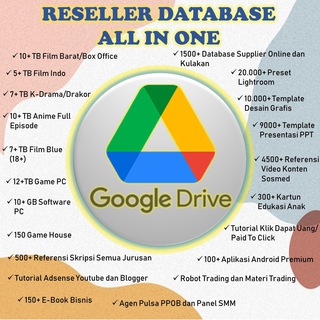 RESELLER DATABASE
ALL IN ONE
✓ 10+ TB Film Barat/Box Office
✓ 5+ TB Film Indo
✓ 7+ TB K-Drama/Drakor
✓ 10+ TB Anime Full
Episode
✓ 7+ TB Film Blue
(18+)
✓ 12+TB Game PC
✓ 10+ GB Software
PC
✓ 150 Game House
✓ 500+ Referensi Skripsi Semua Jurusan
✓ Tutorial Adsense Youtube dan Blogger
✓ 150+ E-Book Bisnis
Google Drive
✓ 1500+ Database Supplier Online dan
Kulakan
✓ 20.000+ Preset
Lightroom
✓ 10.000+ Template
Desain Grafis
✓ 9000+ Template
Presentasi PPT
✓ 4500+ Referensi
Video Konten
Sosmed
✓ 300+ Kartun
Edukasi Anak
✓ Tutorial Klik Dapat Uang/
Paid To Click
✓ 100+ Aplikasi Android Premium
✓ Robot Trading dan Materi Trading
✓ Agen Pulsa PPOB dan Panel SMM